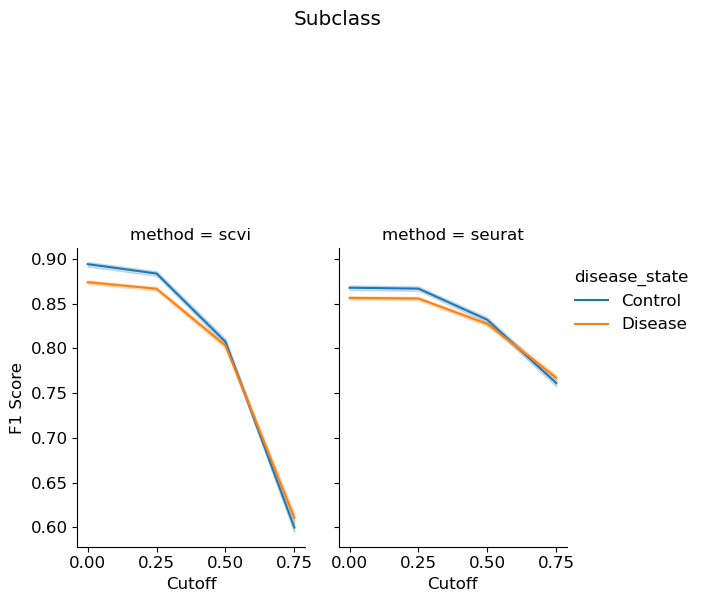 Subclass
method = scvi
method = seurat
0.90
0.85
0.80
0.75
0.70
0.65
0.60
F1 Score
0.00
0.25
0.50
0.75
0.00
0.25
0.50
0.75
Cutoff
Cutoff
disease_state
Control
Disease